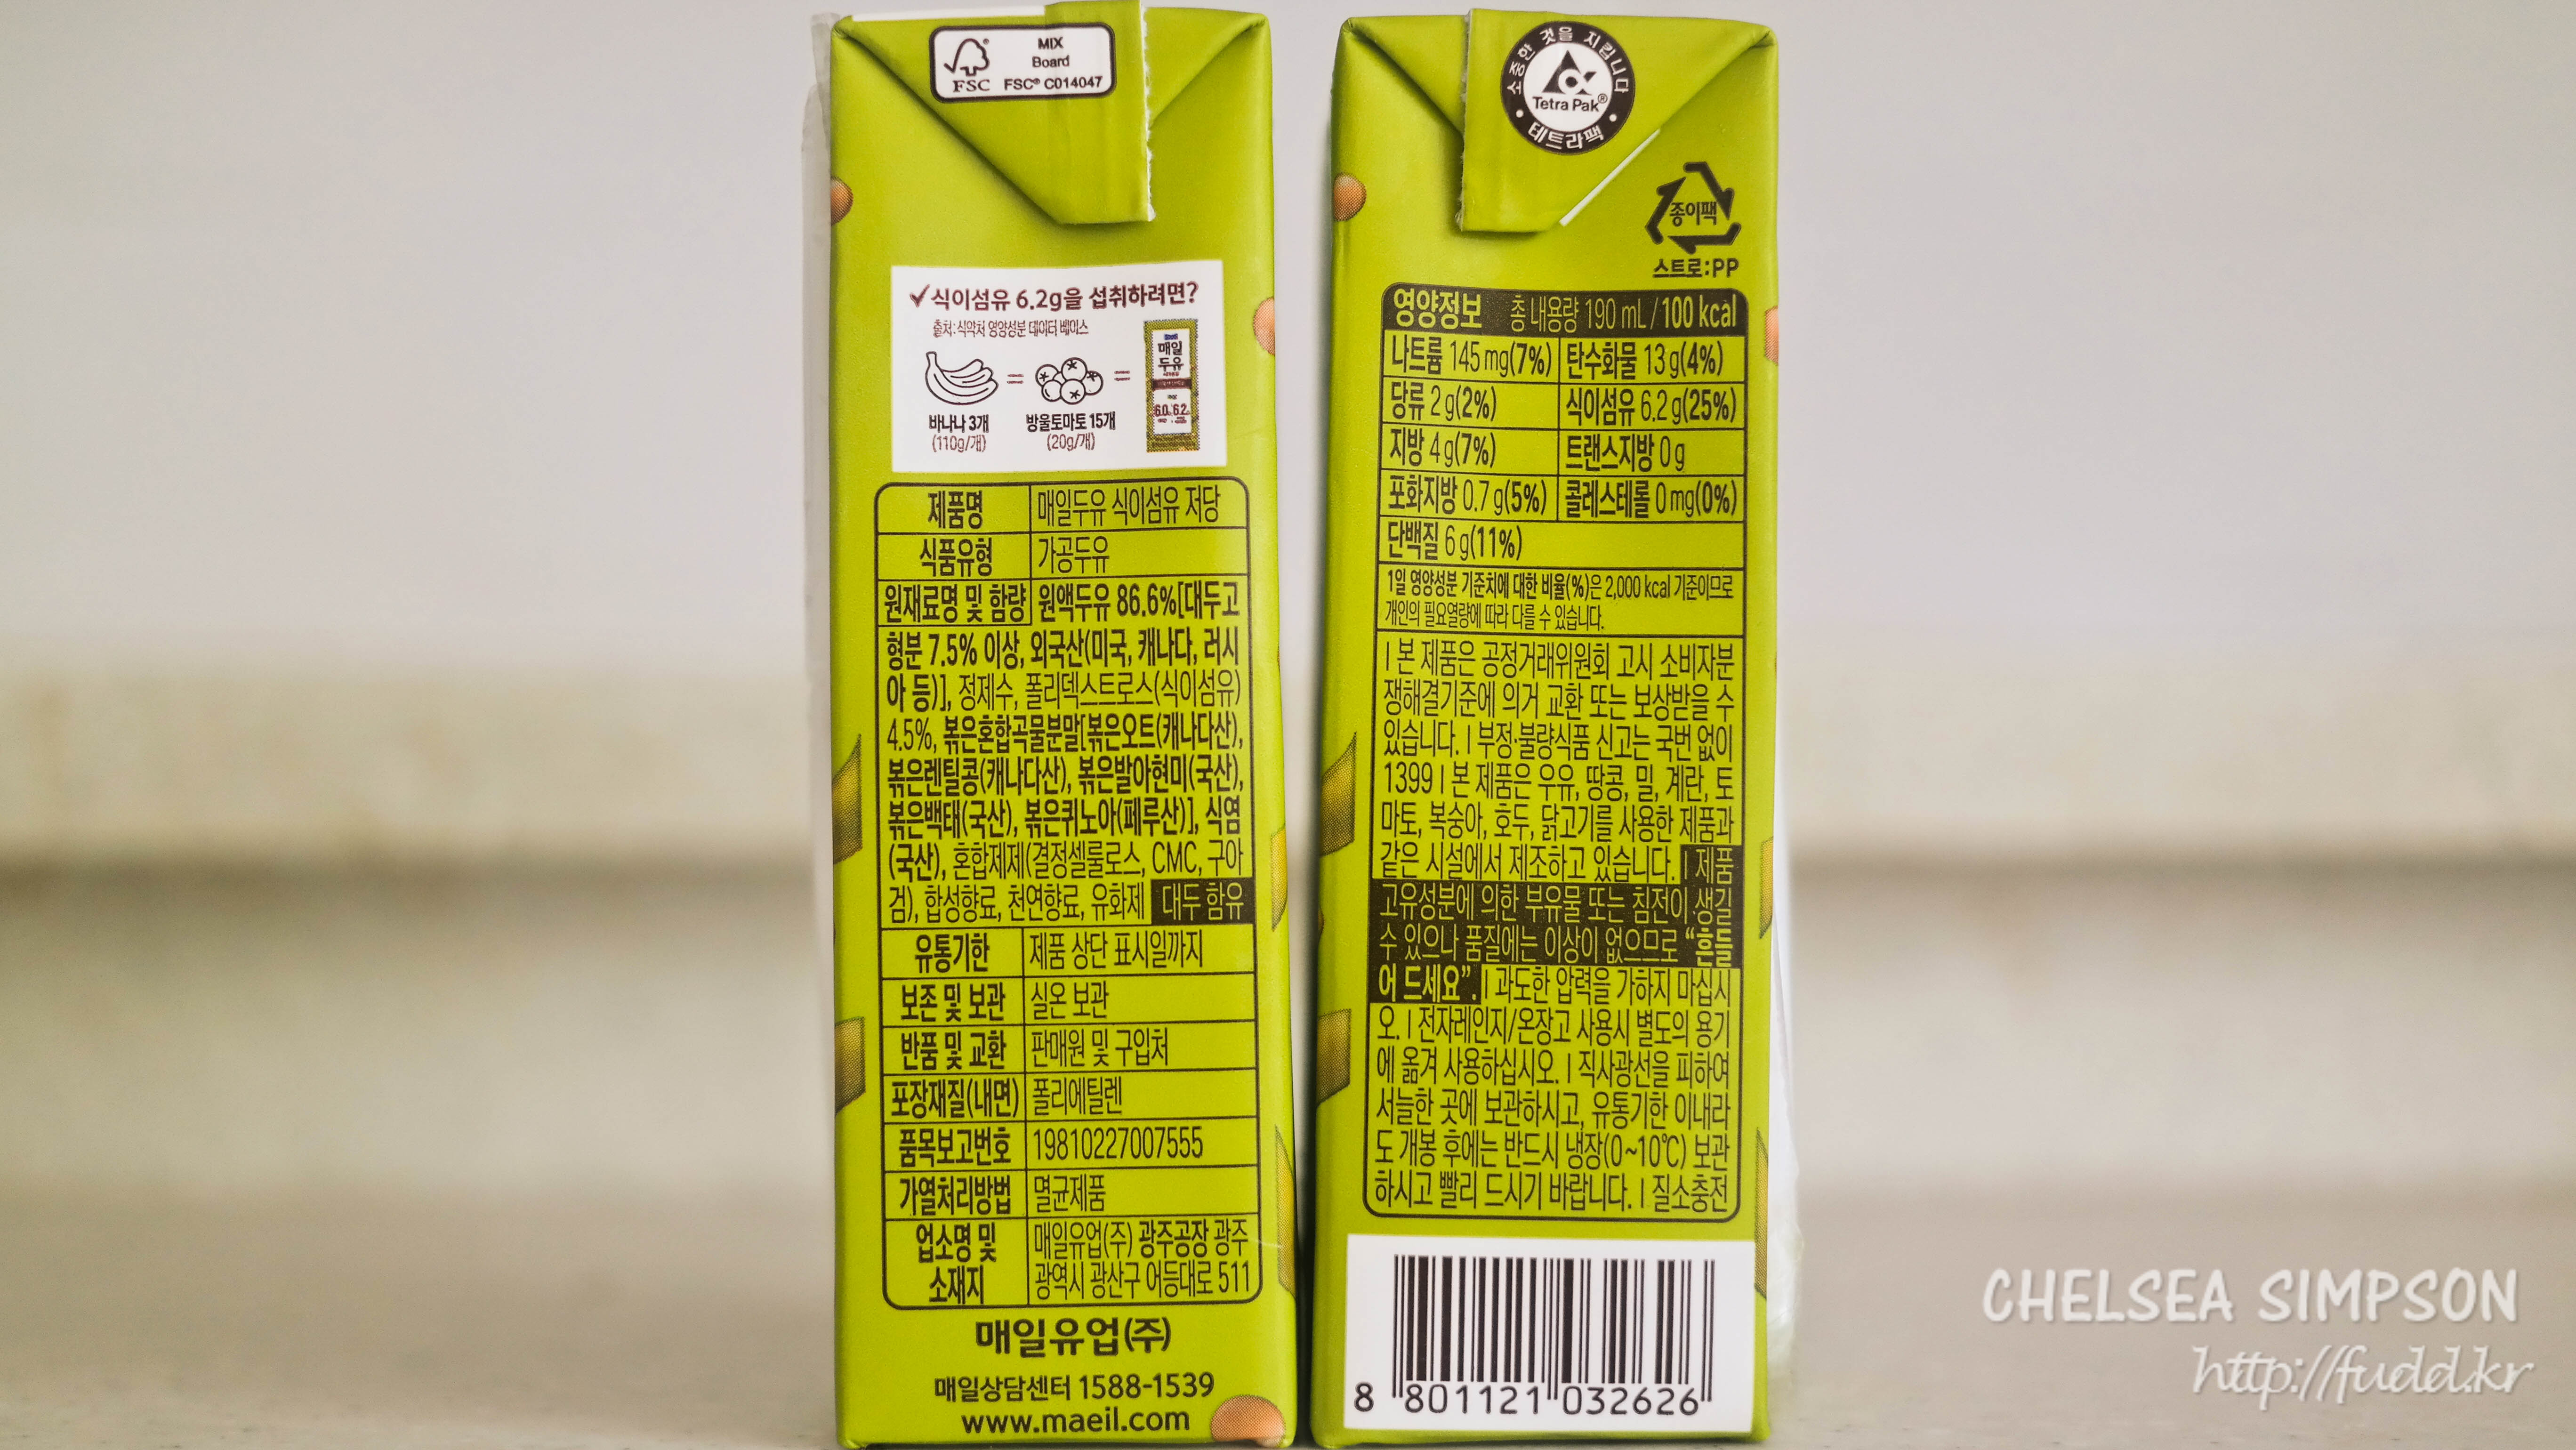 MIX
Board
FSC FSC® C014047
✓식이섬유 6.2g을 섭취하려면?
출처:식약처 영양성분 데이터 베이스
= =
바나나 3개
(110g/개)
방울토마토 15개
(20g/개)
매일
두유
6.0 6.2
제품명 매일두유 식이섬유 저당
식품유형 가공두유
원재료명 및 함량 원액두유 86.6%[대두고
형분 7.5% 이상, 외국산(미국, 캐나다, 러시
아 등)], 정제수, 폴리덱스트로스(식이섬유)
4.5%, 볶은혼합곡물분말[볶은오트(캐나다산),
볶은렌틸콩(캐나다산), 볶은발아현미(국산),
볶은백태(국산), 볶은퀴노아(페루산)], 식염
(국산), 혼합제제(결정셀룰로스, CMC, 구아
검), 합성향료, 천연향료, 유화제 대두 함유
유통기한 제품 상단 표시일까지
보존 및 보관 실온 보관
반품 및 교환 판매원 및 구입처
포장재질(내면) 폴리에틸렌
품목보고번호 19810227007555
가열처리방법 멸균제품
업소명 및 매일유업(주) 광주공장 광주
소재지 광역시 광산구 어등대로 511
매일유업(주)
매일상담센터 1588-1539
www.maeil.com
소중한 것을 지킵니다
Tetra Pak®
테트라팩
종이팩
스트로:PP
영양정보 총 내용량 190 mL / 100 kcal
나트륨 145 mg(7%) 탄수화물 13 g(4%)
당류 2 g(2%) 식이섬유 6.2 g(25%)
지방 4 g(7%) 트랜스지방 0 g
포화지방 0.7 g(5%) 콜레스테롤 0 mg(0%)
단백질 6 g(11%)
1일 영양성분 기준치에 대한 비율(%)은 2,000 kcal 기준이므로
개인의 필요열량에 따라 다를 수 있습니다.
| 본 제품은 공정거래위원회 고시 소비자분
쟁해결기준에 의거 교환 또는 보상받을 수
있습니다. | 부정·불량식품 신고는 국번 없이
1399 | 본 제품은 우유, 땅콩, 밀, 계란, 토
마토, 복숭아, 호두, 닭고기를 사용한 제품과
같은 시설에서 제조하고 있습니다. | 제품
고유성분에 의한 부유물 또는 침전이 생길
수 있으나 품질에는 이상이 없으므로 “흔들
어 드세요”. | 과도한 압력을 가하지 마십시
오. | 전자레인지/온장고 사용시 별도의 용기
에 옮겨 사용하십시오. | 직사광선을 피하여
서늘한 곳에 보관하시고, 유통기한 이내라
도 개봉 후에는 반드시 냉장(0~10℃) 보관
하시고 빨리 드시기 바랍니다. | 질소충전
8 801121 032626
CHELSEA SIMPSON
http://fudd.kr